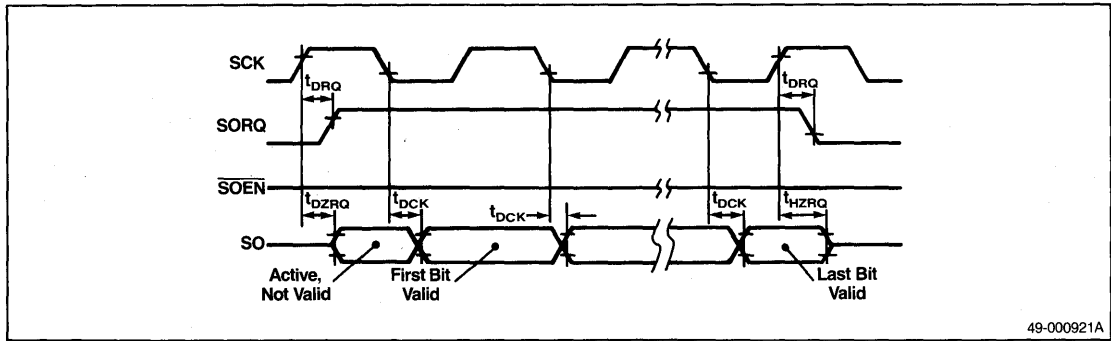 SCK
tDRQ
tDRQ
SORQ
SOEN
tDZRQ
tDCK
tDCK
tDCK
tHZRQ
SO
Active,
Not Valid
First Bit
Valid
Last Bit
Valid
49-000921A